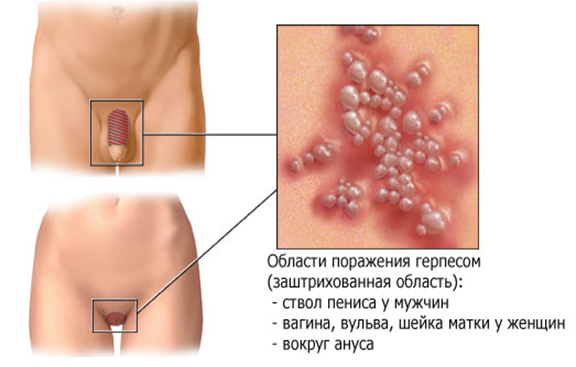 Области поражения герпесом
(заштрихованная область):
- ствол пениса у мужчин
- вагина, вульва, шейка матки у женщин
- вокруг ануса